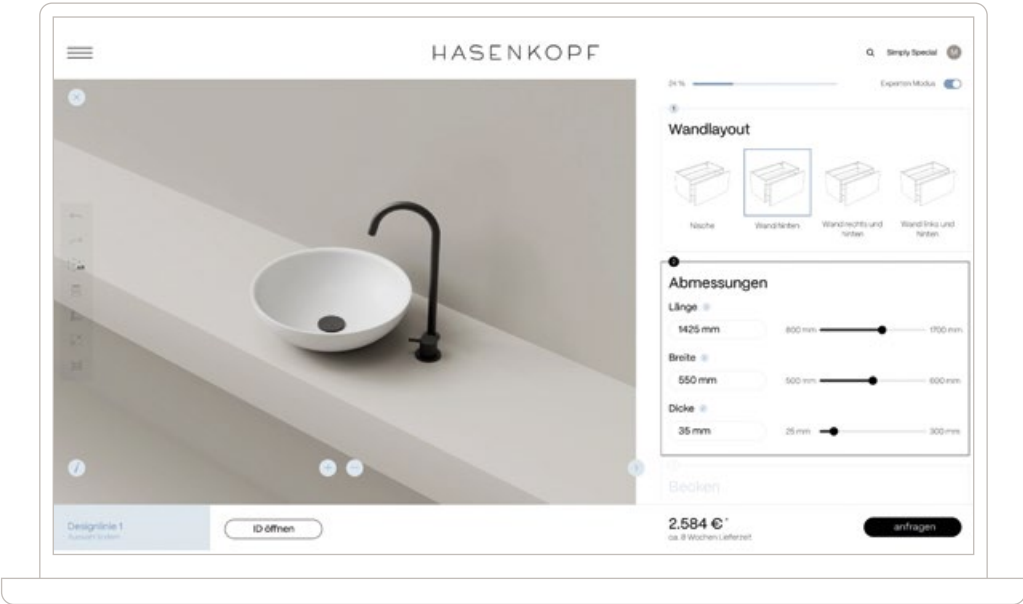 HASENKOPF
Simply Special
24 %
Experten Modus
1
Wandlayout
Nische
Wand hinten
Wand rechts und
hinten
Wand links und
hinten
Abmessungen
Länge
1425 mm
800 mm
1700 mm
Breite
550 mm
500 mm
600 mm
Dicke
35 mm
25 mm
300 mm
Becken
AR
Designlinie 1
ID öffnen
2.584 €*
ca. 8 Wochen Lieferzeit
anfragen